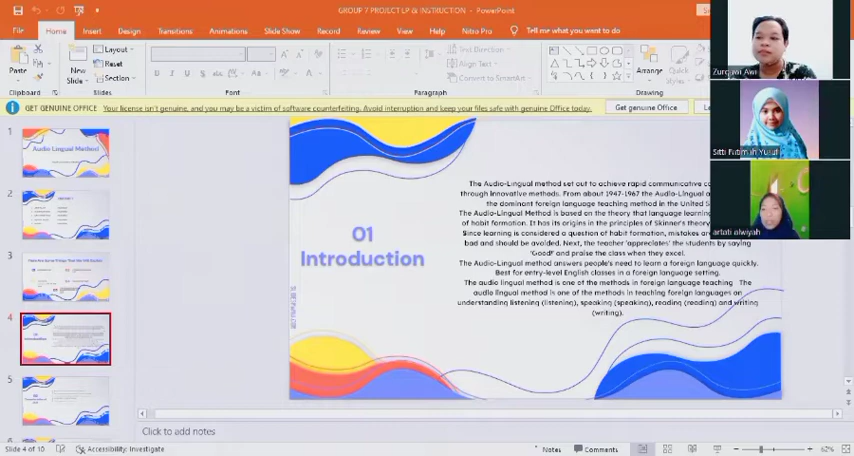 GROUP 7 PROJECT LP & INSTRUCTION - PowerPoint
File Home Insert Design Transitions Animations Slide Show Record Review View Help Nitro Pro Tell me what you want to do
Paste
New
Slide
Layout
Reset
Section
Text Direction
Align Text
Convert to SmartArt
Arrange
Quick
Styles
Clipboard Slides Font Paragraph Drawing
GET GENUINE OFFICE Your license isn't genuine, and you may be a victim of software counterfeiting. Avoid interruption and keep your files safe with genuine Office today. Get genuine Office
Sitti Fatimah Yusuf
artati alwiyah
1
Audio Lingual Method
2
3
4
5
01
Introduction
The Audio-Lingual method set out to achieve rapid communicative
through innovative methods. From about 1947-1967 the Audio-Lingual
the dominant foreign language teaching method in the United
The Audio-Lingual Method is based on the theory that language learning
of habit formation. It has its origins in the principles of Skinner's theory
Since learning is considered a question of habit formation, mistakes are
bad and should be avoided. Next, the teacher 'appreciates' the students by saying
'Good!' and praise the class when they excel.
The Audio-Lingual method answers people's need to learn a foreign language quickly.
Best for entry-level English classes in a foreign language setting.
The audio lingual method is one of the methods in foreign language teaching The
audio lingual method is one of the methods in teaching foreign languages on
understanding listening (listening), speaking (speaking), reading (reading) and writing
(writing).
Click to add notes
Slide 4 of 10 Accessibility: Investigate Notes Comments 62%